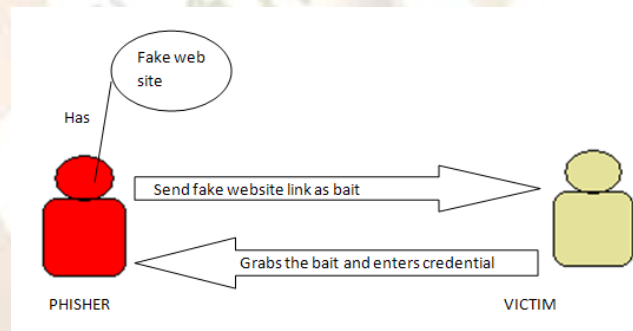 Fake web
site
Has
Send fake website link as bait
Grabs the bait and enters credential
PHISHER
VICTIM